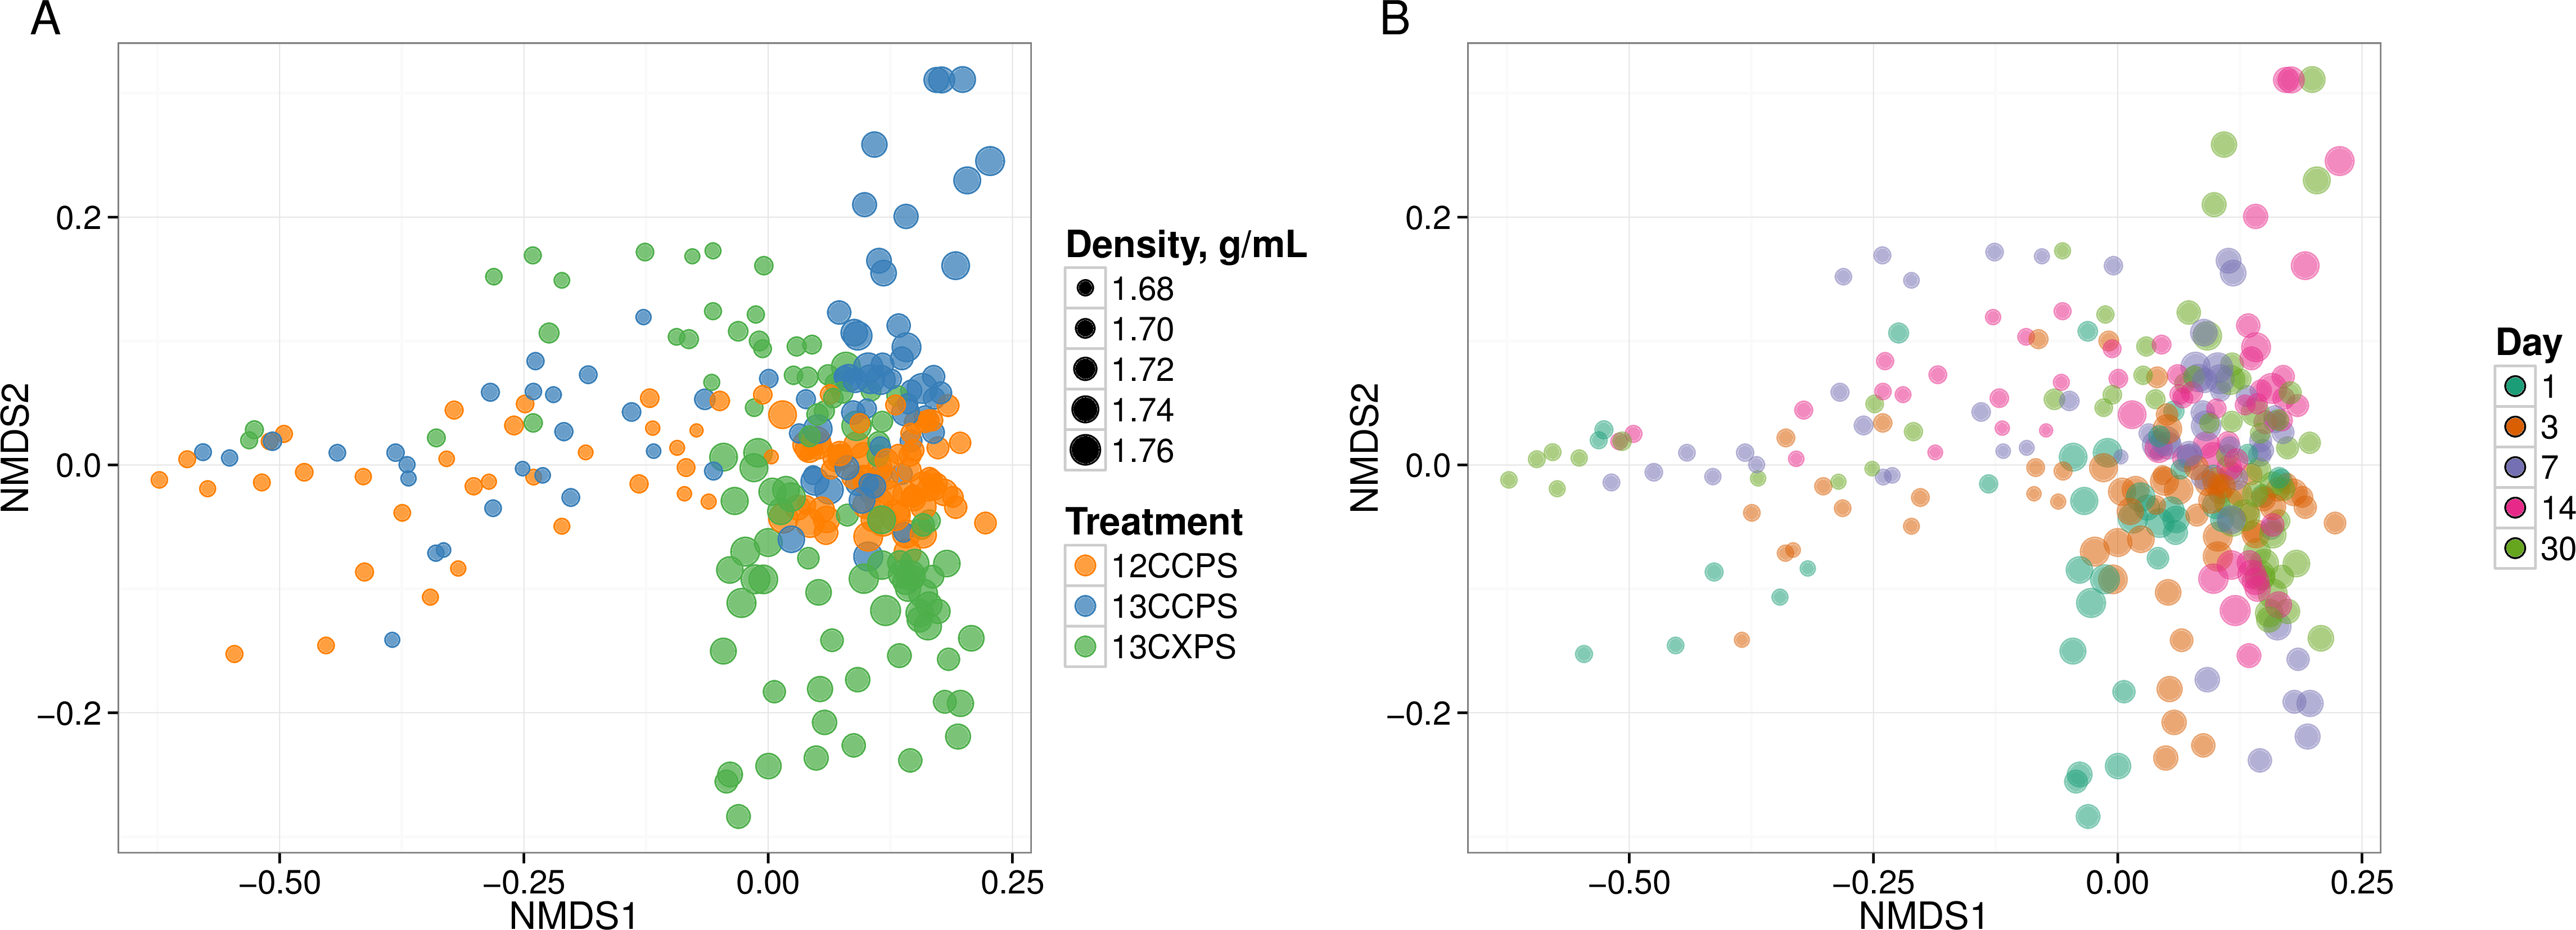 A
NMDS2
0.2
0.0
−0.2
−0.50
−0.25
0.00
0.25
NMDS1
Density, g/mL
1.68
1.70
1.72
1.74
1.76
Treatment
12CCPS
13CCPS
13CXPS
B
NMDS2
0.2
0.0
−0.2
−0.50
−0.25
0.00
0.25
NMDS1
Day
1
3
7
14
30